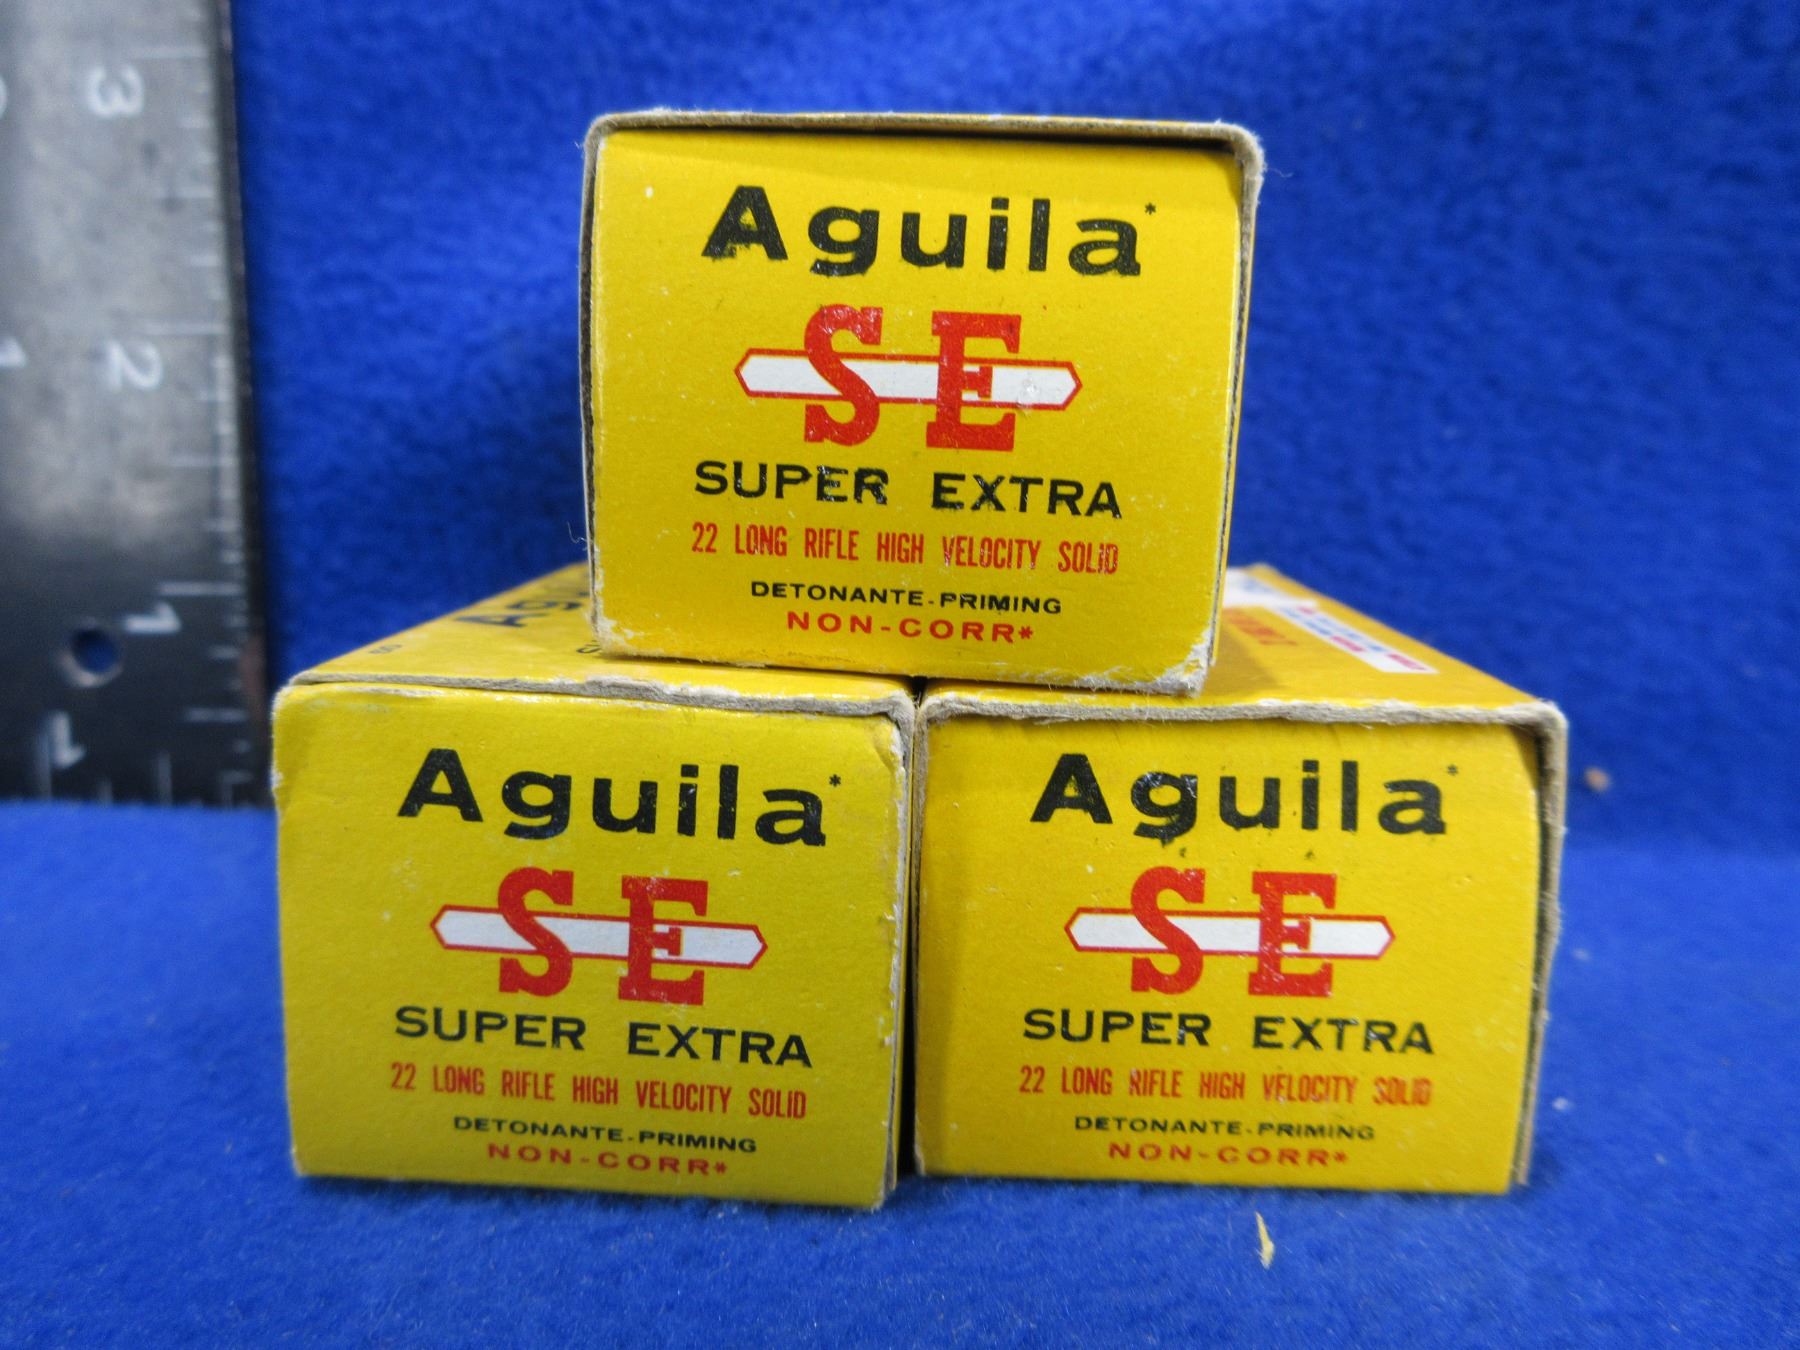 3
2
1
1
1
Aguila*
SE
SUPER EXTRA
22 LONG RIFLE HIGH VELOCITY SOLID
DETONANTE-PRIMING
NON-CORR*
Aguila*
SE
SUPER EXTRA
22 LONG RIFLE HIGH VELOCITY SOLID
DETONANTE-PRIMING
NON-CORR*
Aguila*
SE
SUPER EXTRA
22 LONG RIFLE HIGH VELOCITY SOLID
DETONANTE-PRIMING
NON-CORR*